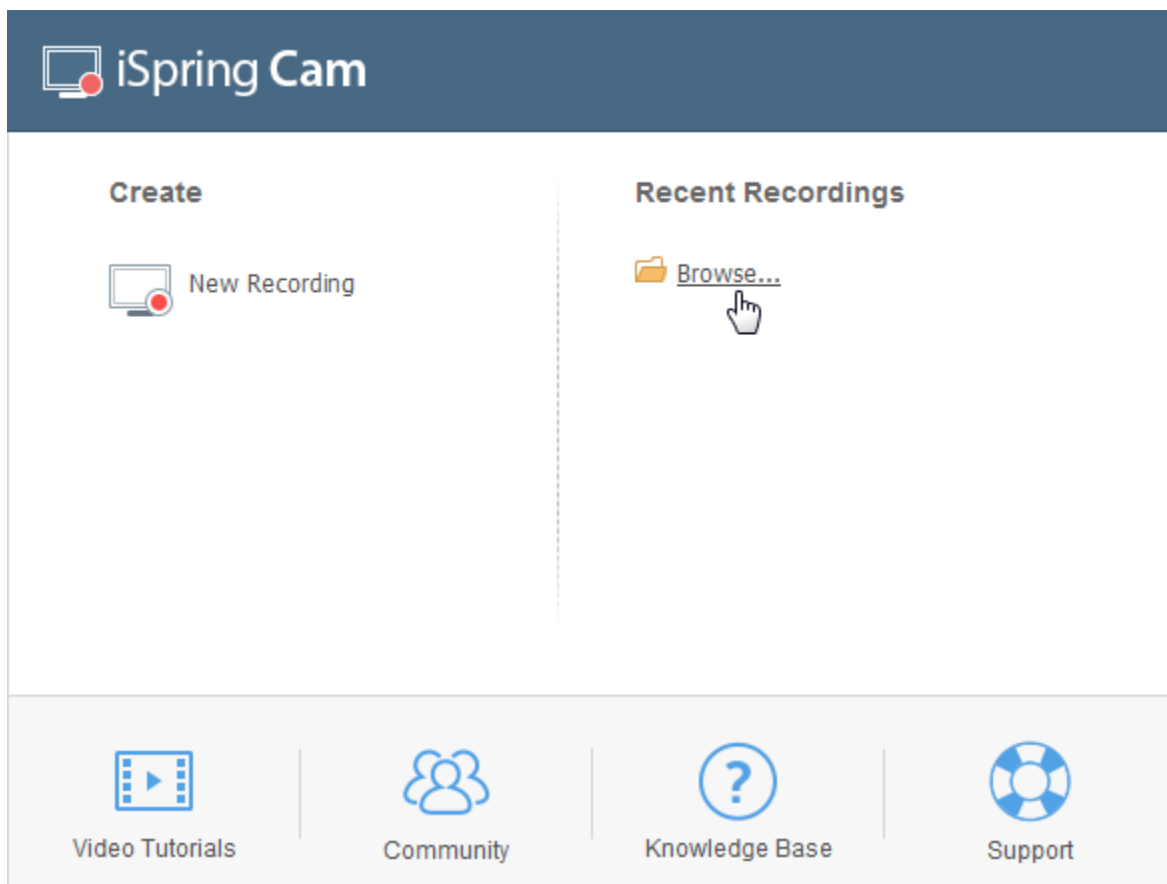 iSpring Cam
Create
New Recording
Recent Recordings
Browse...
Video Tutorials
Community
?
Knowledge Base
Support